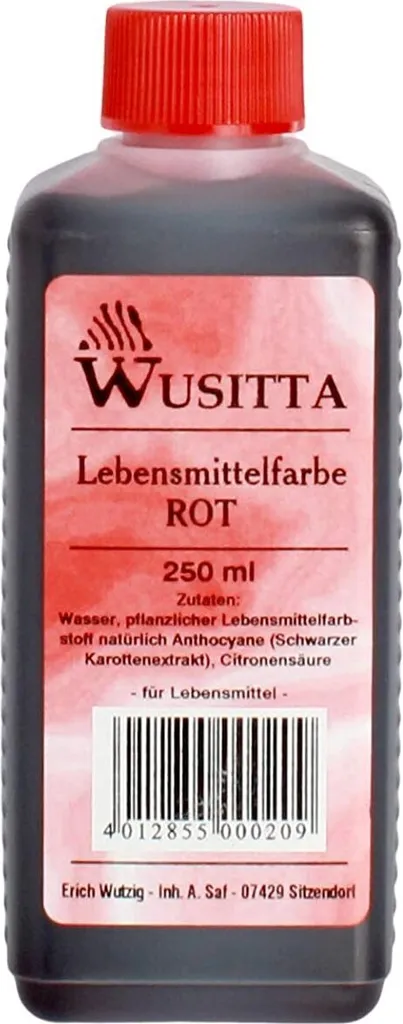 WUSITTA
Lebensmittelfarbe
ROT
250 ml
Zutaten:
Wasser, pflanzlicher Lebensmittelfarb-
stoff natürlich Anthocyane (Schwarzer
Karottenextrakt), Citronensäure
- für Lebensmittel -
4 012855 000209
Erich Wutzig - Inh. A. Saf - 07429 Sitzendorf